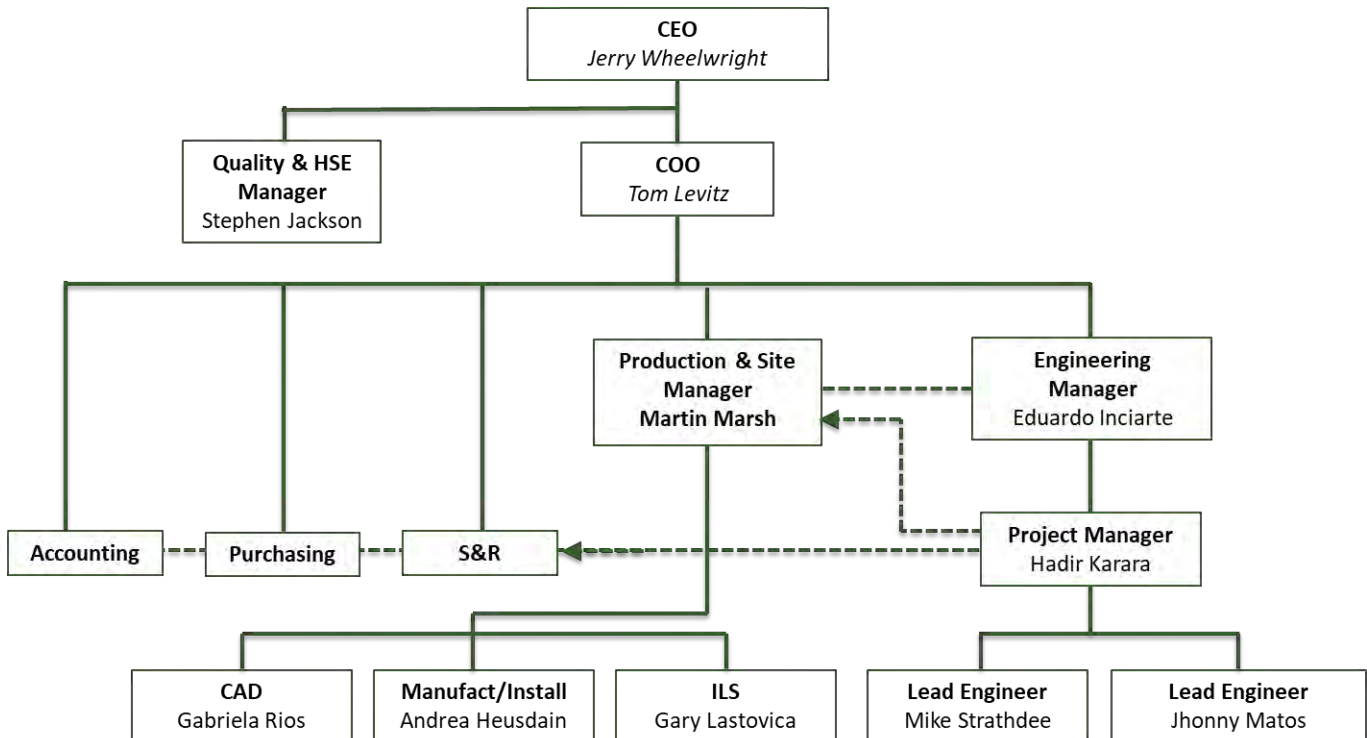 CEO
Jerry Wheelwright
Quality & HSE
Manager
Stephen Jackson
COO
Tom Levitz
Production & Site
Manager
Martin Marsh
Engineering
Manager
Eduardo Inciarte
Accounting
Purchasing
S&R
Project Manager
Hadir Karara
CAD
Gabriela Rios
Manufact/Install
Andrea Heusdain
ILS
Gary Lastovica
Lead Engineer
Mike Strathdee
Lead Engineer
Jhonny Matos